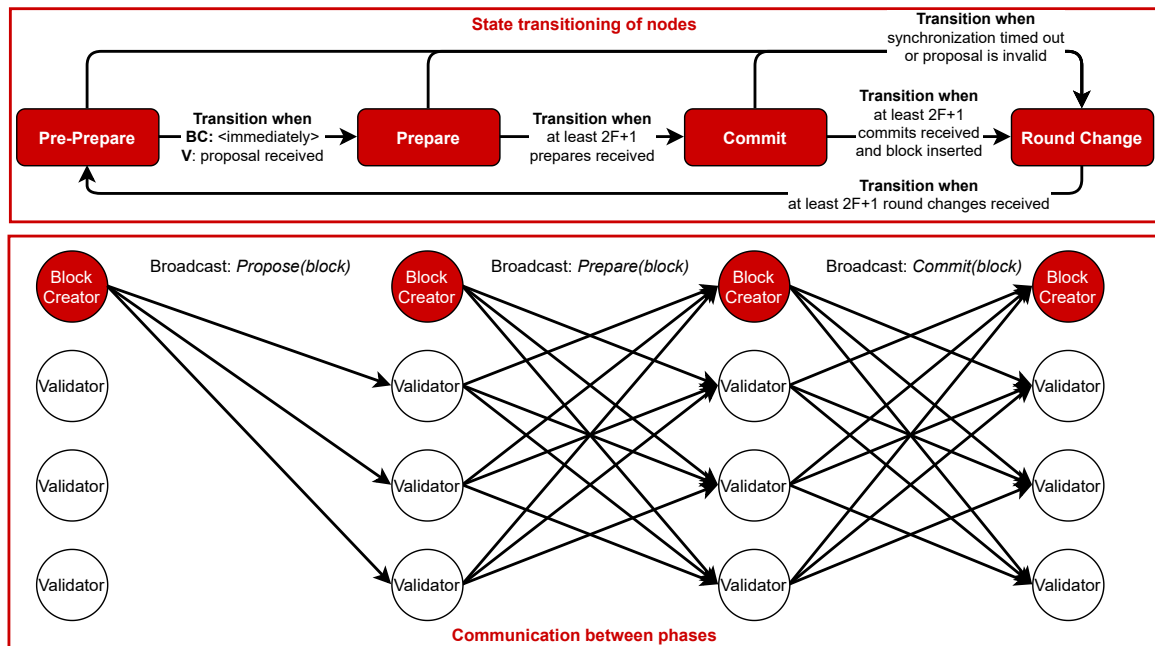 State transitioning of nodes
Transition when
synchronization timed out
or proposal is invalid
Pre-Prepare
Transition when
BC: <immediately>
V: proposal received
Prepare
Transition when
at least 2F+1
prepares received
Commit
Transition when
at least 2F+1
commits received
and block inserted
Round Change
Transition when
at least 2F+1 round changes received
Block
Creator
Broadcast: Propose(block)
Block
Creator
Broadcast: Prepare(block)
Block
Creator
Broadcast: Commit(block)
Block
Creator
Validator
Validator
Validator
Validator
Validator
Validator
Validator
Validator
Validator
Validator
Validator
Validator
Communication between phases